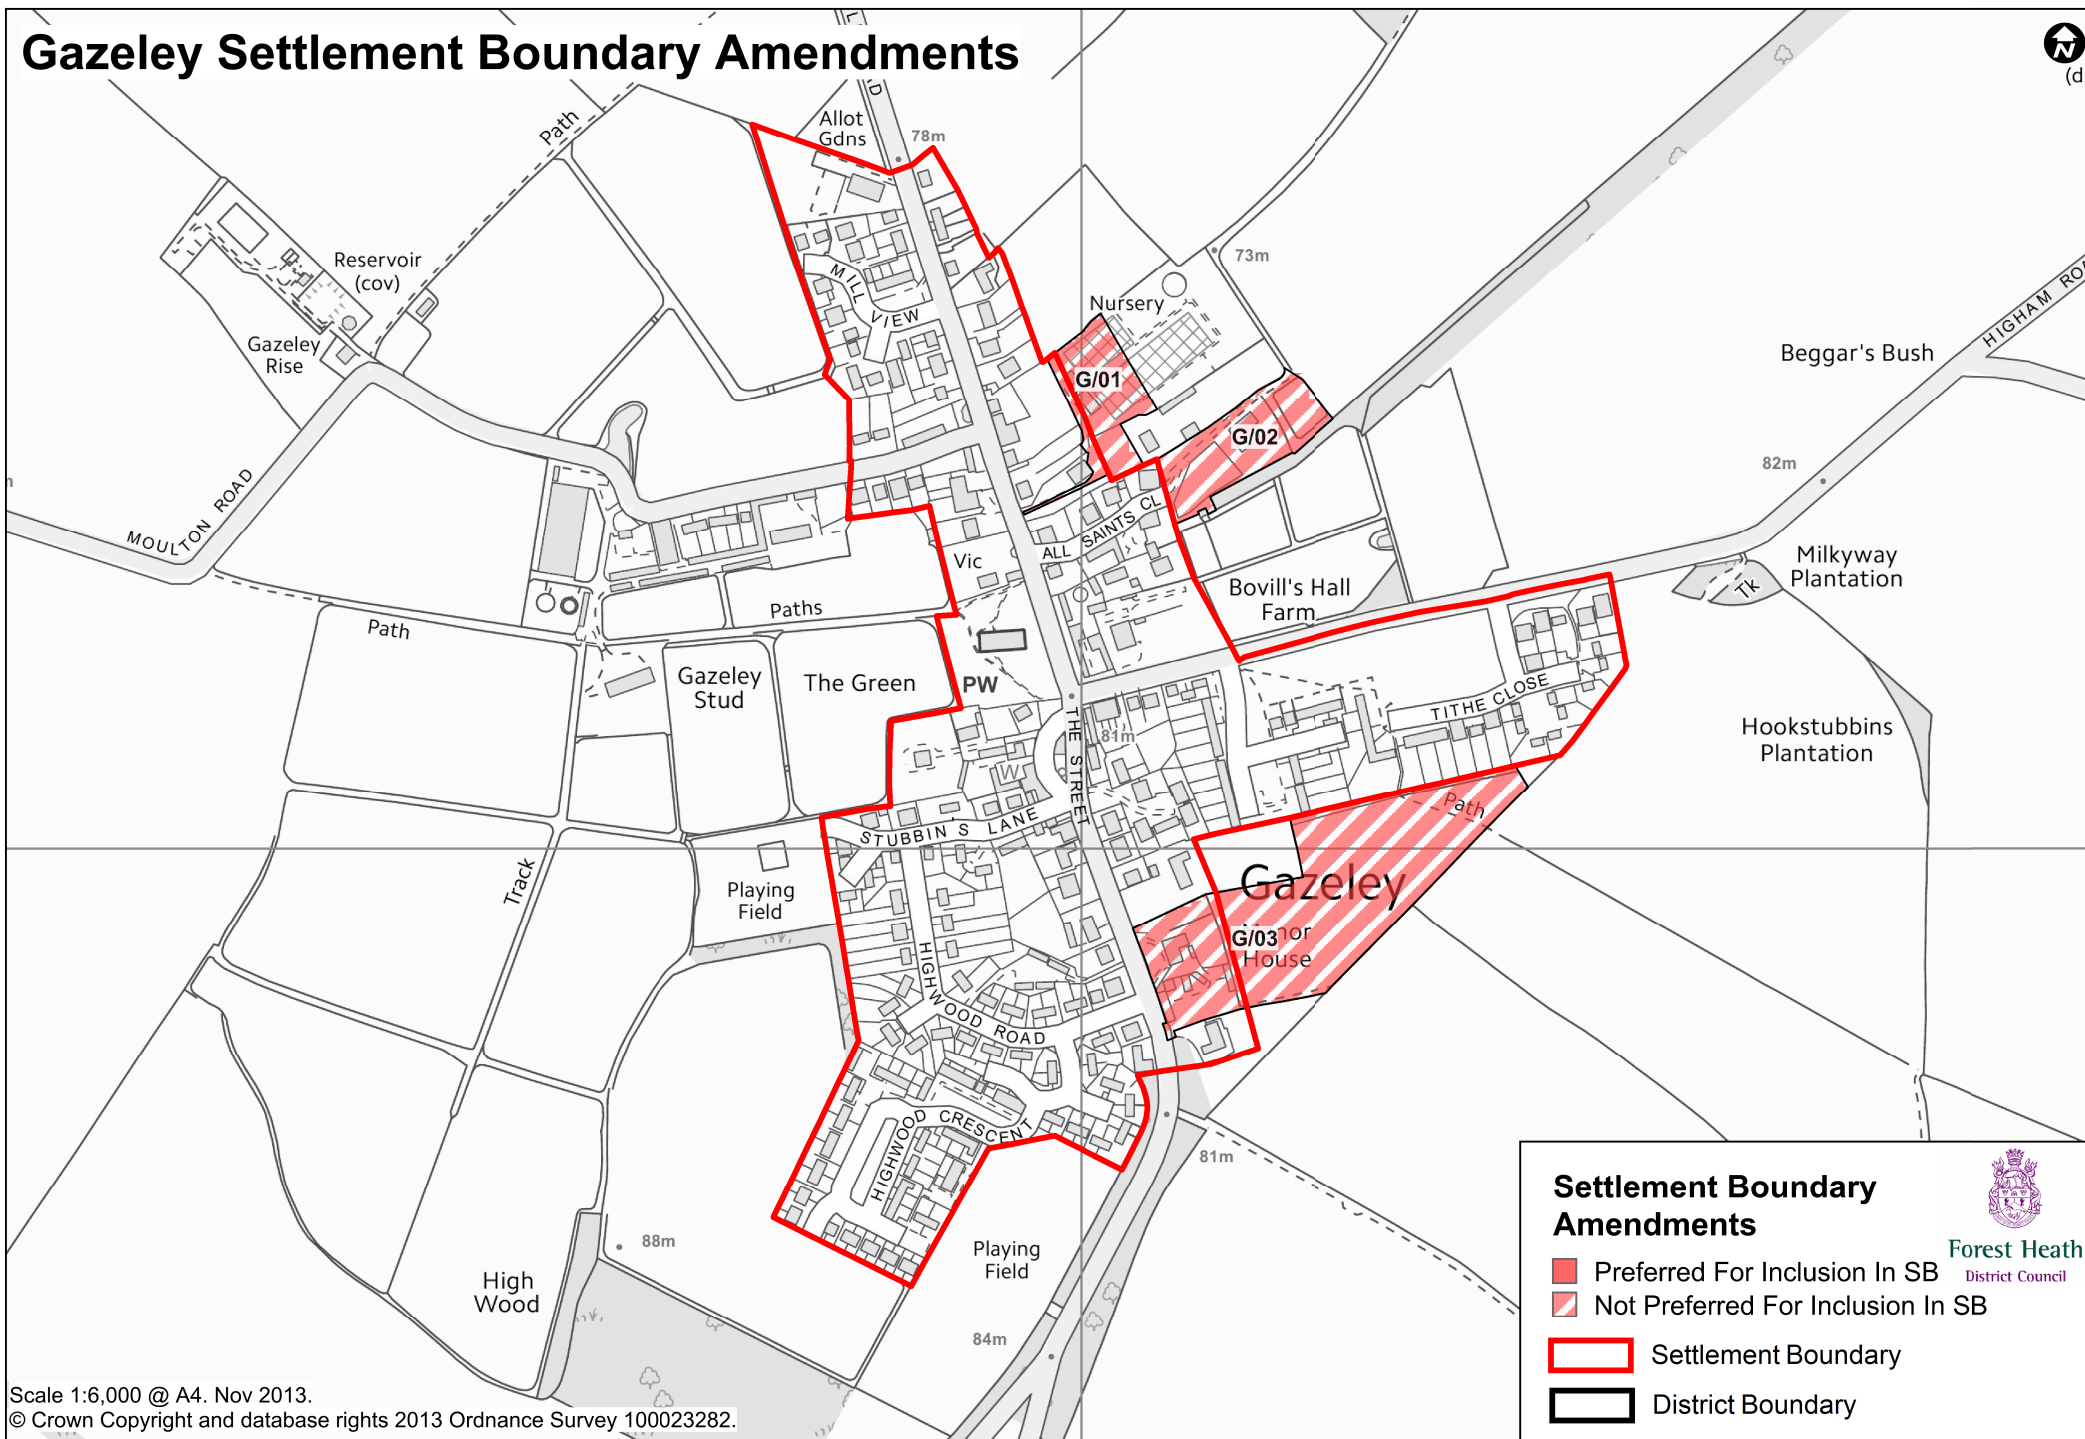 Gazeley Settlement Boundary Amendments
N
(d
Allot
Gdns
78m
Path
Reservoir
(cov)
73m
Nursery
MILL VIEW
HIGHAM ROA
Gazeley
Rise
Beggar's Bush
G/01
G/02
82m
MOULTON ROAD
ALL SAINTS CL
Vic
Milkyway
Plantation
Tk
Bovill's Hall
Farm
Paths
Path
Gazeley
Stud
The Green
PW
TITHE CLOSE
THE STREET
81m
Hookstubbins
Plantation
W
Path
STUBBIN'S LANE
Track
Playing
Field
Gazeley
G/03
House
HIGHWOOD ROAD
HIGHWOOD CRESCENT
81m
88m
Playing
Field
High
Wood
84m
Settlement Boundary
Amendments
Forest Heath
District Council
Preferred For Inclusion In SB
Not Preferred For Inclusion In SB
Settlement Boundary
District Boundary
Scale 1:6,000 @ A4. Nov 2013.
© Crown Copyright and database rights 2013 Ordnance Survey 100023282.